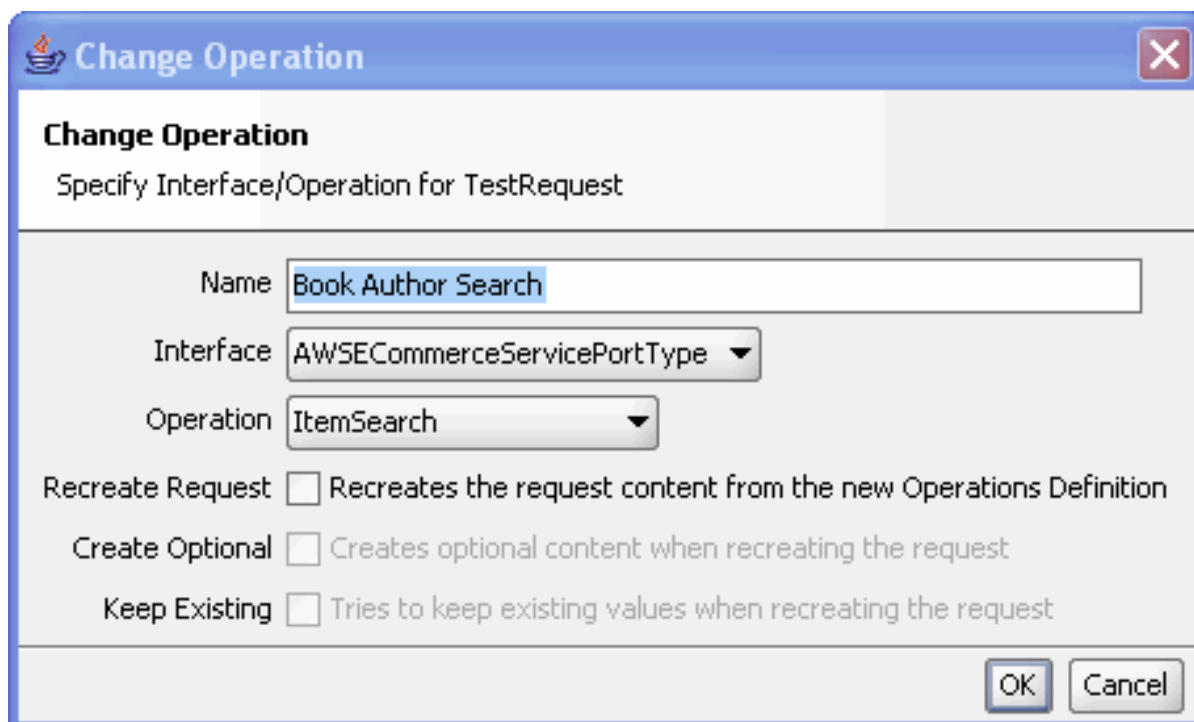 Change Operation
Change Operation
Specify Interface/Operation for TestRequest
Name Book Author Search
Interface AWSECommerceServicePortType
Operation ItemSearch
Recreate Request Recreates the request content from the new Operations Definition
Create Optional Creates optional content when recreating the request
Keep Existing Tries to keep existing values when recreating the request
OK Cancel